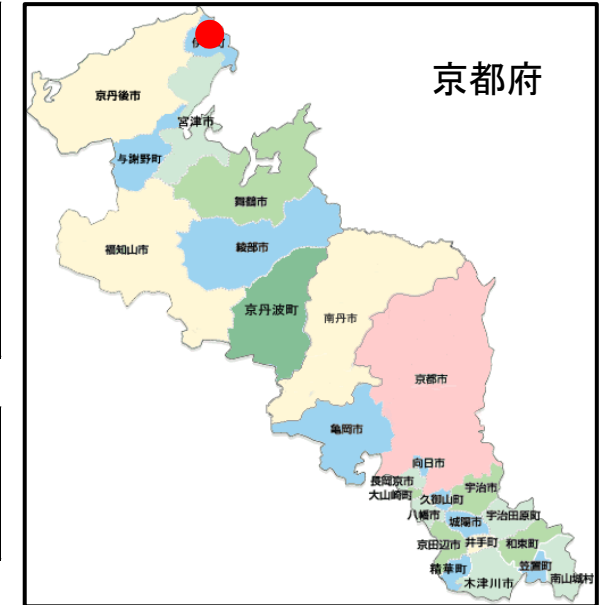 京都府
京丹後市
宮津市
与謝野町
舞鶴市
綾部市
福知山市
京丹波町
南丹市
京都市
亀岡市
向日市
長岡京市
大山崎町
宇治市
久御山町
八幡市
宇治田原町
城陽市
京田辺市
井手町
和束町
精華町
笠置町
木津川市
南山城村